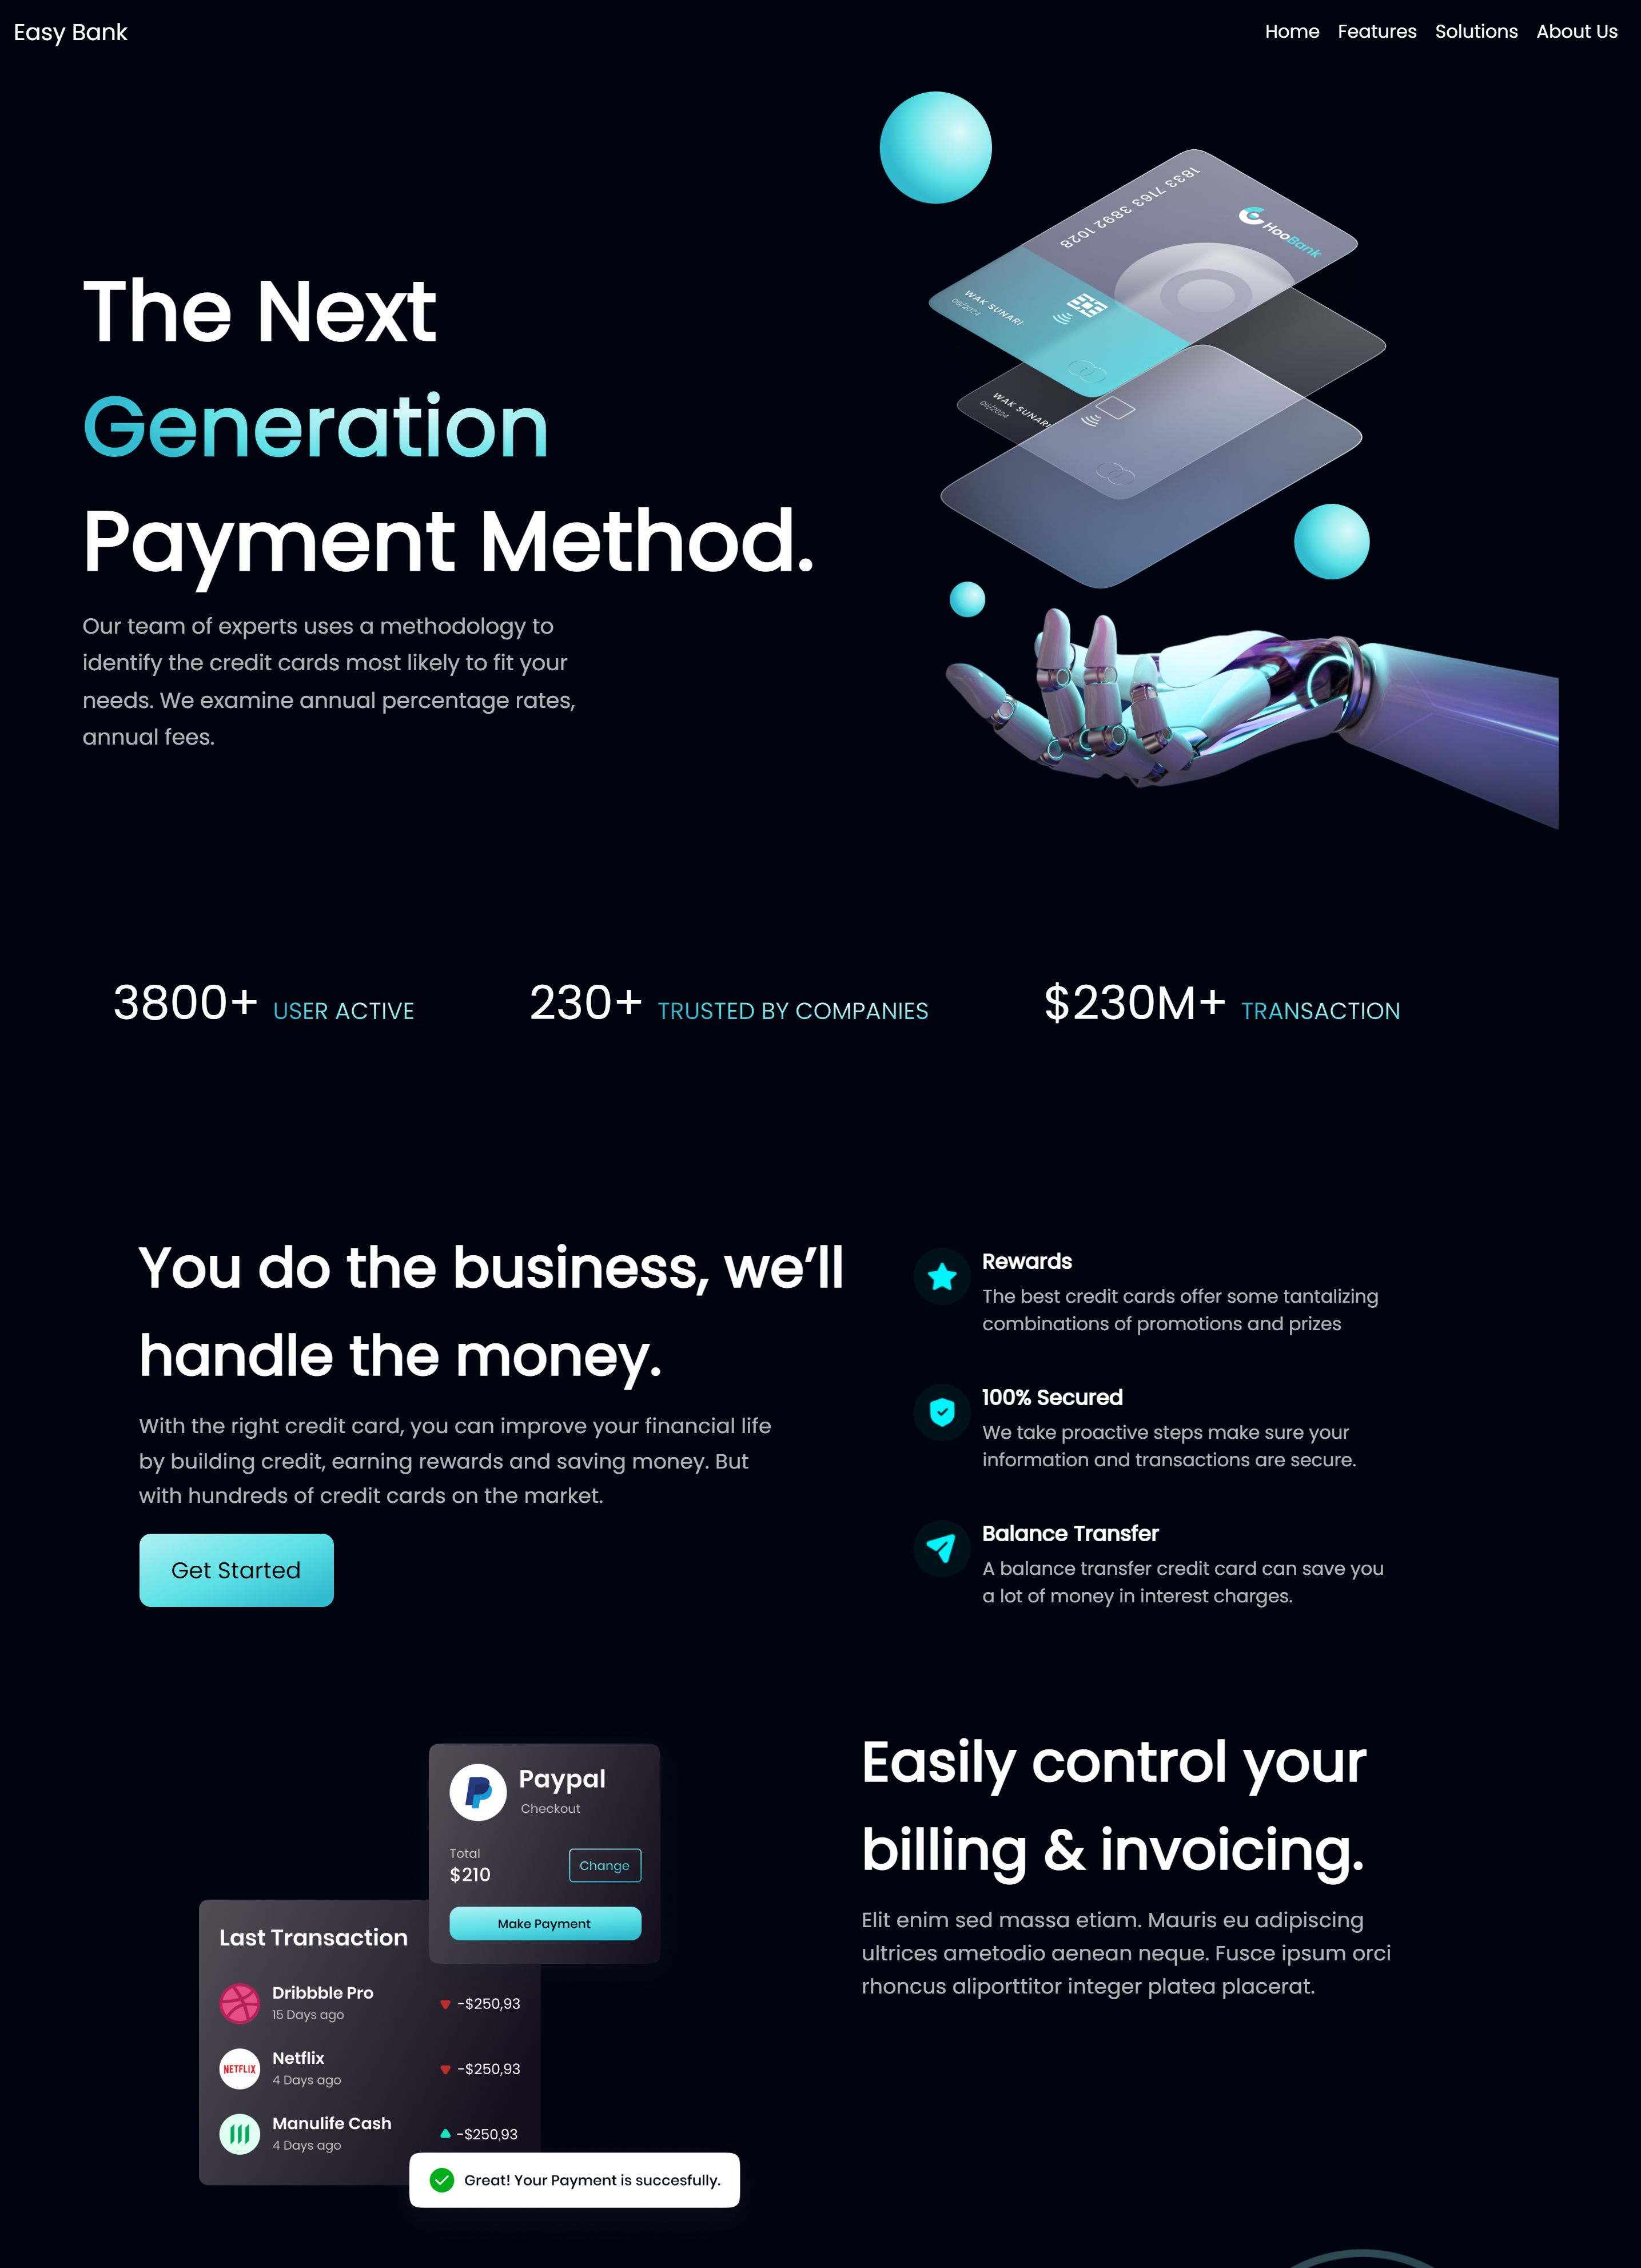 Easy Bank
Home Features Solutions About Us
1833 7163 3892 1028
HooBank
WAK SUNARI
06/2024
WAK SUNARI
06/2024
The Next
Generation
Payment Method.
Our team of experts uses a methodology to
identify the credit cards most likely to fit your
needs. We examine annual percentage rates,
annual fees.
3800+ USER ACTIVE
230+ TRUSTED BY COMPANIES
$230M+ TRANSACTION
You do the business, we’ll
handle the money.
With the right credit card, you can improve your financial life
by building credit, earning rewards and saving money. But
with hundreds of credit cards on the market.
Get Started
Rewards
The best credit cards offer some tantalizing
combinations of promotions and prizes
100% Secured
We take proactive steps make sure your
information and transactions are secure.
Balance Transfer
A balance transfer credit card can save you
a lot of money in interest charges.
Paypal
Checkout
Total
$210
Change
Make Payment
Last Transaction
Dribbble Pro
15 Days ago
-$250,93
NETFLIX
Netflix
4 Days ago
-$250,93
Manulife Cash
4 Days ago
-$250,93
Great! Your Payment is succesfully.
Easily control your
billing & invoicing.
Elit enim sed massa etiam. Mauris eu adipiscing
ultrices ametodio aenean neque. Fusce ipsum orci
rhoncus aliporttitor integer platea placerat.